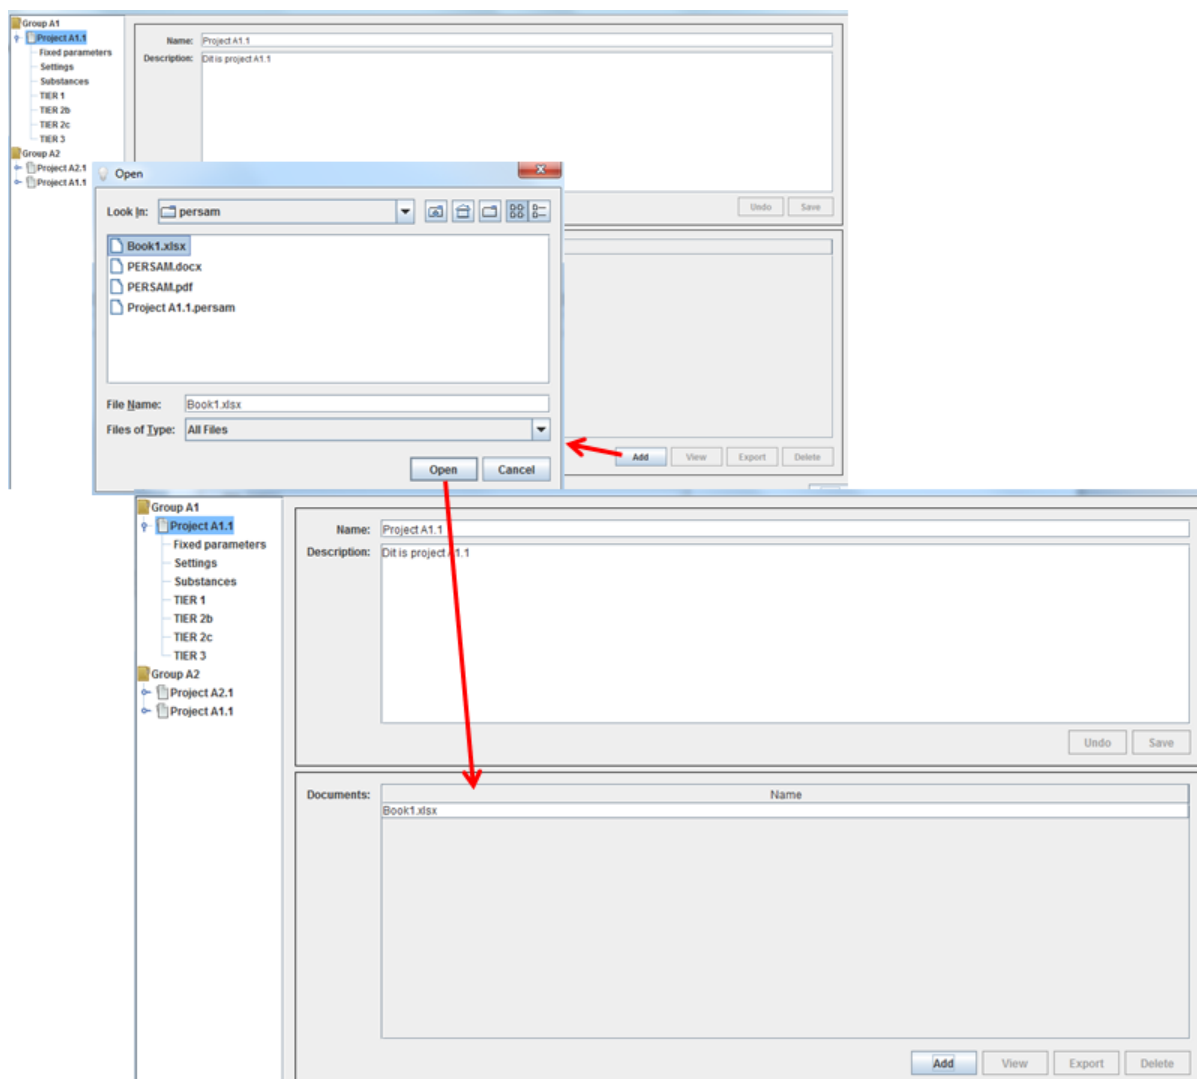 Group A1
Project A1.1
Fixed parameters
Settings
Substances
TIER 1
TIER 2b
TIER 2c
TIER 3
Group A2
Project A2.1
Project A1.1
Name: Project A1.1
Description: Dit is project A1.1
Undo Save
Open
Look In: persam
Book1.xlsx
PERSAM.docx
PERSAM.pdf
Project A1.1.persam
File Name: Book1.xlsx
Files of Type: All Files
Open Cancel
Add View Export Delete
Group A1
Project A1.1
Fixed parameters
Settings
Substances
TIER 1
TIER 2b
TIER 2c
TIER 3
Group A2
Project A2.1
Project A1.1
Name: Project A1.1
Description: Dit is project A1.1
Undo Save
Documents: Name
Book1.xlsx
Add View Export Delete